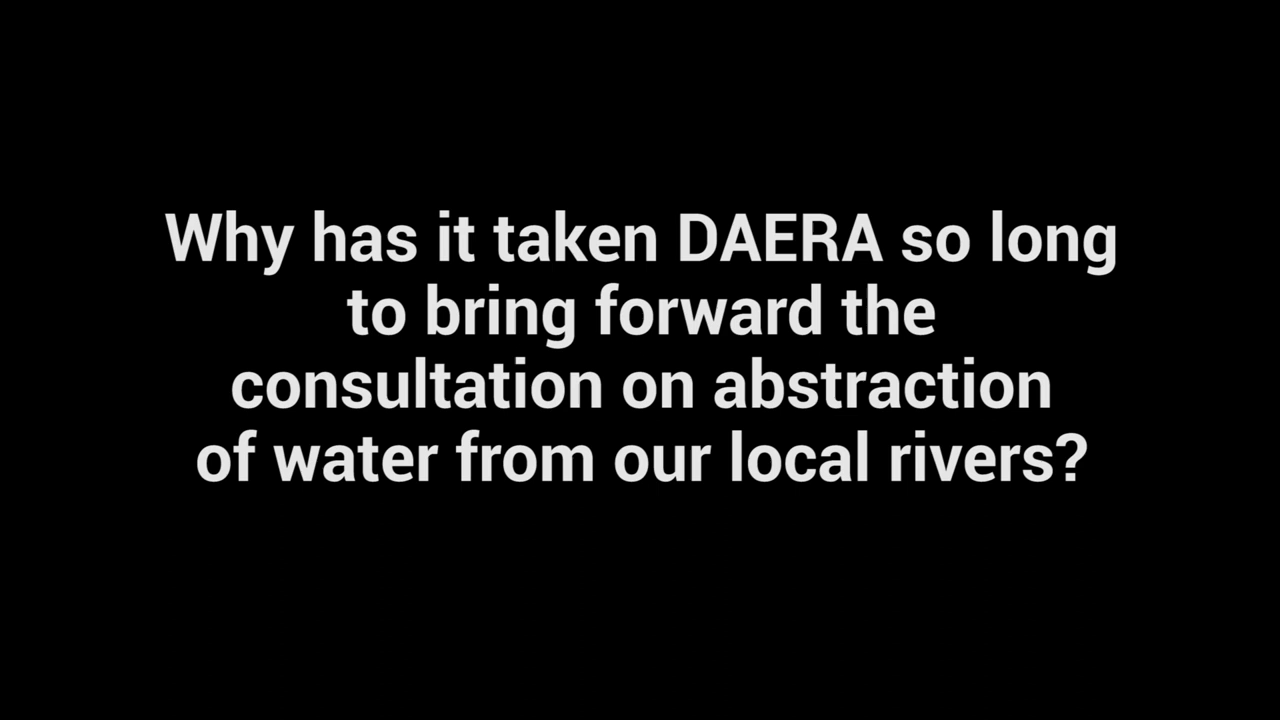 Why has it taken DAERA so long
to bring forward the
consultation on abstraction
of water from our local rivers?